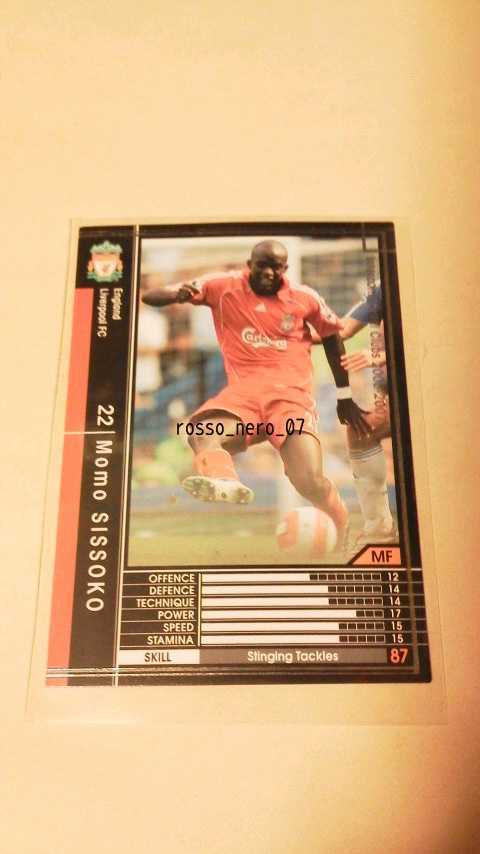 England
Liverpool FC
22 Momo SISSOKO
Clubs
Carlsberg
rosso_nero_07
MF
OFFENCE 12
DEFENCE 14
TECHNIQUE 14
POWER 17
SPEED 15
STAMINA 15
SKILL Stinging Tackles 87